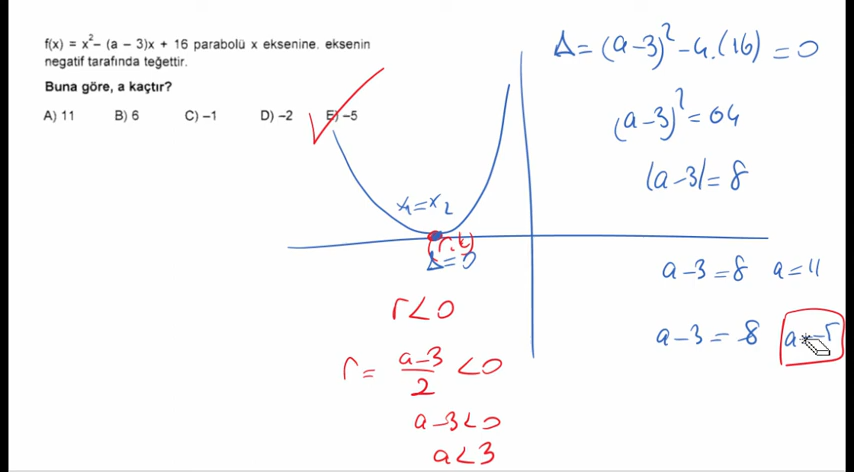 f(x) = x² – (a – 3)x + 16 parabolü x eksenine. eksenin
negatif tarafında teğettir.
Buna göre, a kaçtır?
A) 11 B) 6 C) –1 D) –2 E) –5
Δ = (a–3)² – 4.(16) = 0
(a–3)² = 64
|a–3| = 8
a–3 = 8 a = 11
a–3 = –8 a = –5
x₁ = x₂
(r,k)
Δ = 0
r < 0
r = (a–3)/2 < 0
a–3 < 0
a < 3